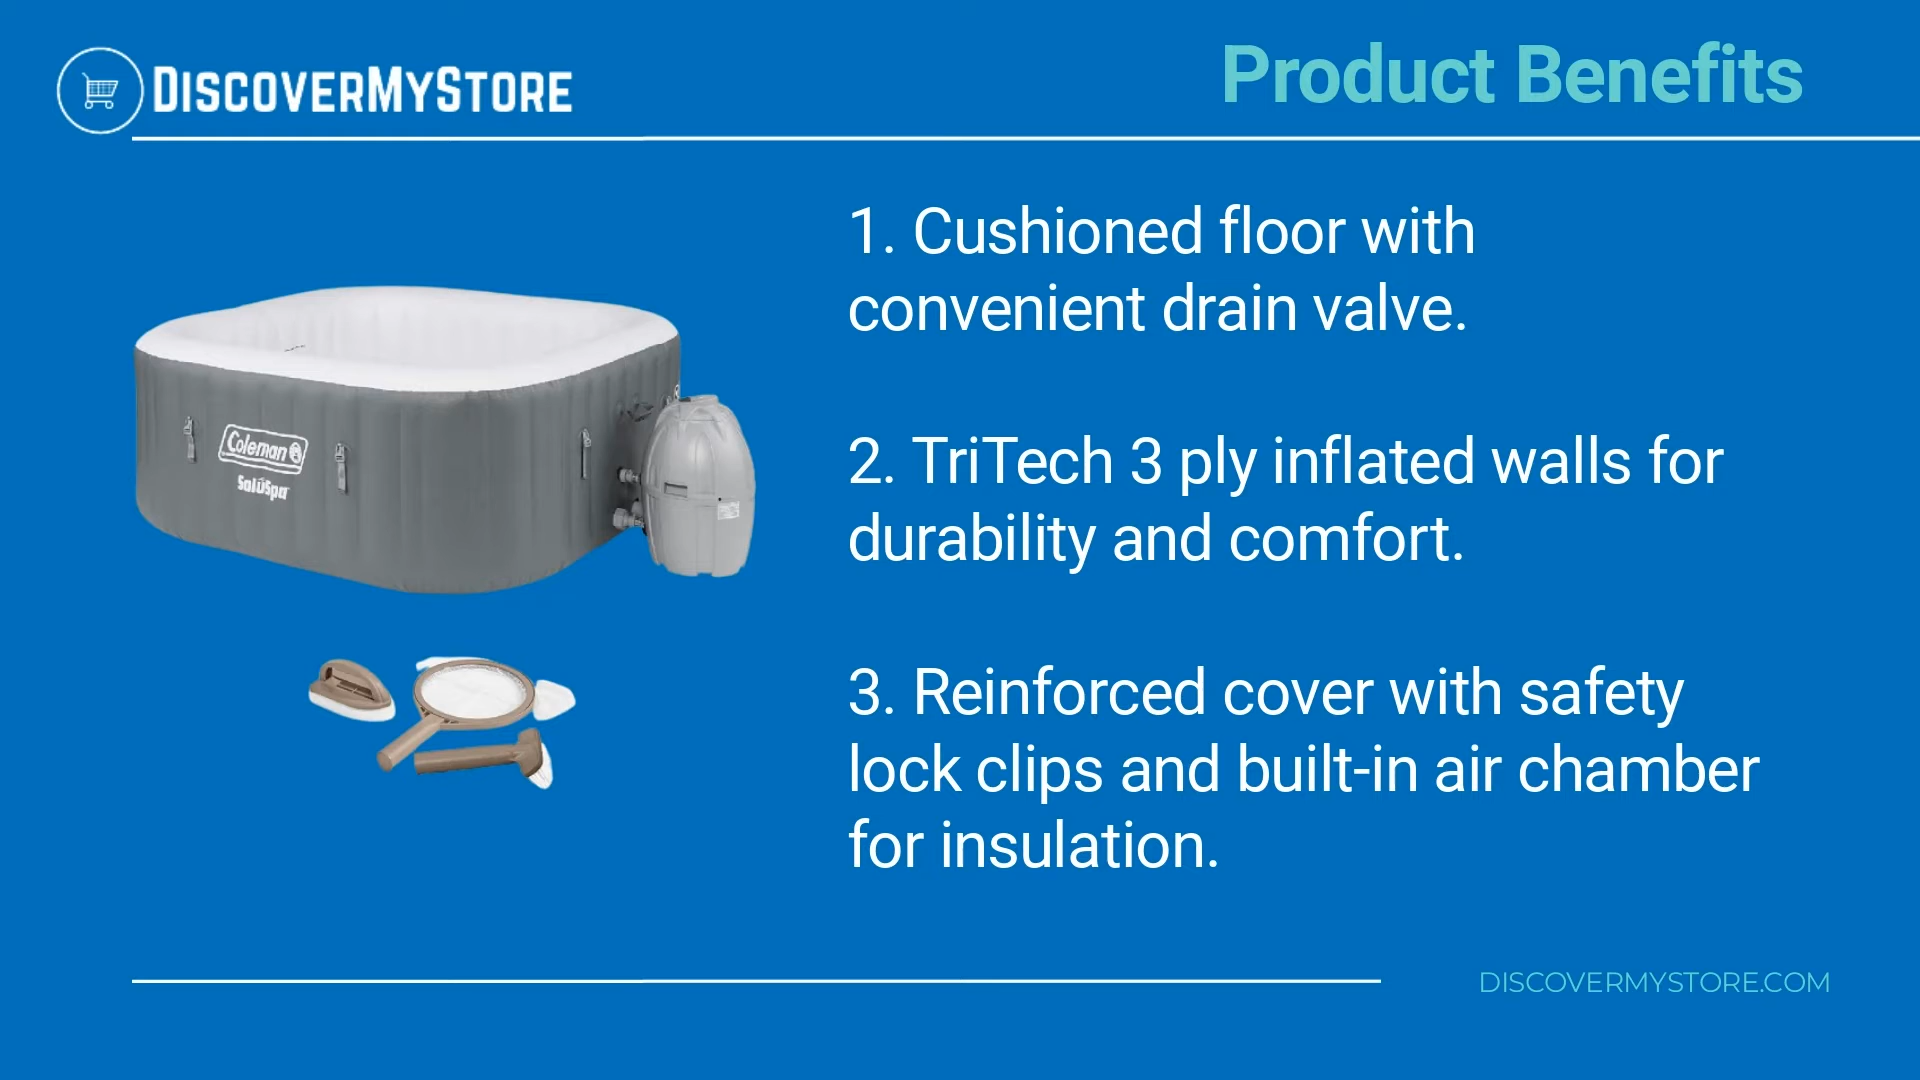 DISCOVERMYSTORE
Product Benefits
1. Cushioned floor with
convenient drain valve.
2. TriTech 3 ply inflated walls for
durability and comfort.
3. Reinforced cover with safety
lock clips and built-in air chamber
for insulation.
Coleman
SaluSpa
DISCOVERMYSTORE.COM